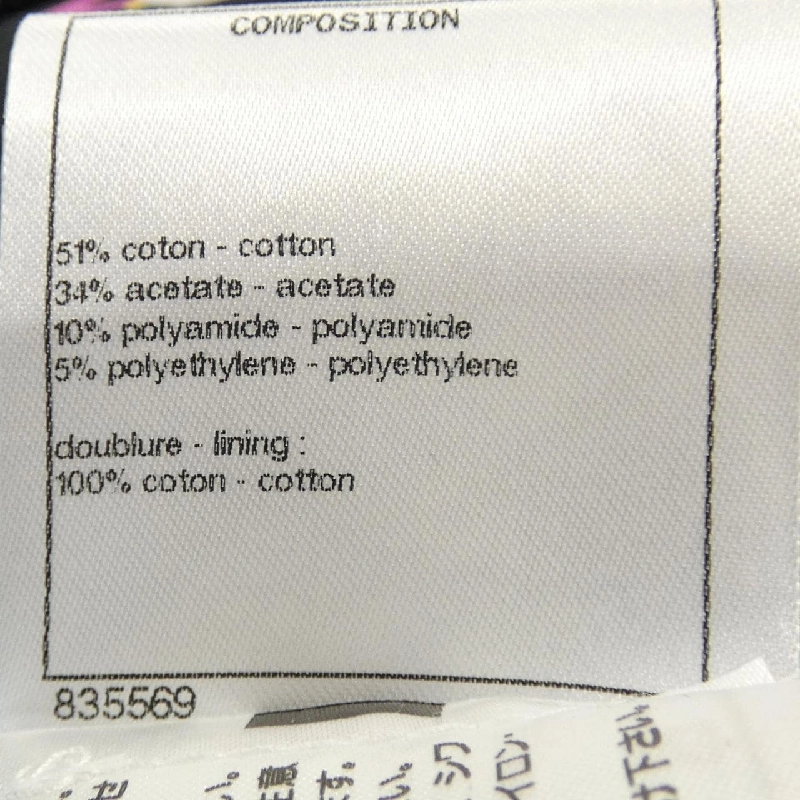 COMPOSITION
51% coton - cotton
34% acetate - acetate
10% polyamide - polyamide
5% polyethylene - polyethylene
doublure - lining :
100% coton - cotton
835569